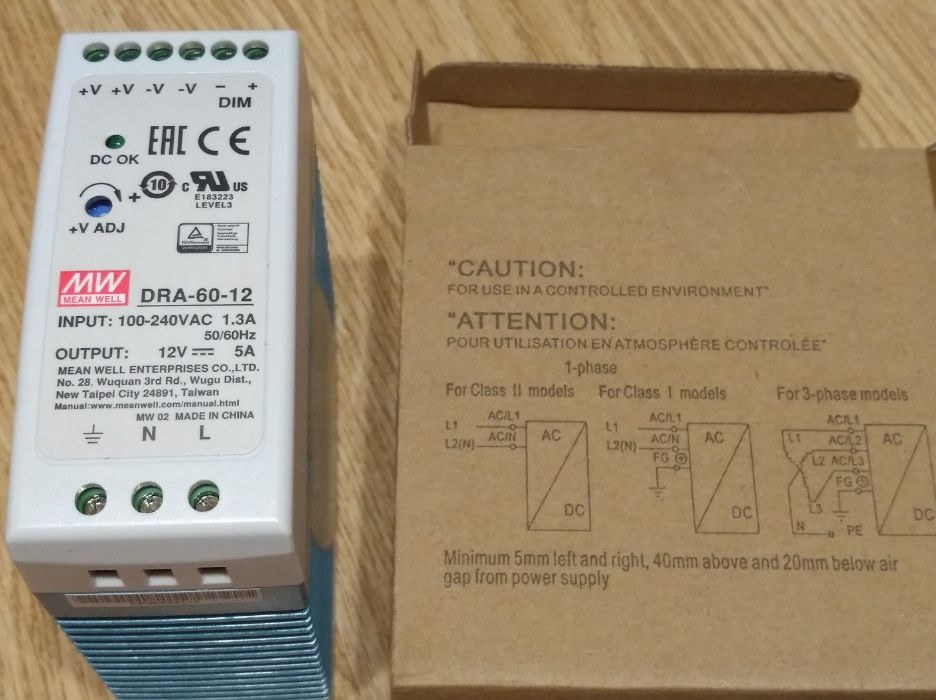 +V +V -V -V - +
DIM
DC OK
EAC CE
10
c RU US
E183223
LEVEL3
+
+V ADJ
MW
MEAN WELL
DRA-60-12
INPUT: 100-240VAC 1.3A
50/60Hz
OUTPUT: 12V 5A
MEAN WELL ENTERPRISES CO.,LTD.
No. 28. Wuquan 3rd Rd., Wugu Dist.,
New Taipei City 24891, Taiwan
Manual:www.meanwell.com/manual.html
MW 02 MADE IN CHINA
N L
"CAUTION:
FOR USE IN A CONTROLLED ENVIRONMENT"
"ATTENTION:
POUR UTILISATION EN ATMOSPHÈRE CONTROLÉE"
1-phase
For Class II models For Class I models For 3-phase models
L1 AC/L1
L2(N) AC/N
AC
DC
L1 AC/L1
L2(N) AC/N
FG
AC
DC
L1 AC/L1
AC/L2
L2 AC/L3
FG
L3
N PE
AC
DC
Minimum 5mm left and right, 40mm above and 20mm below air
gap from power supply